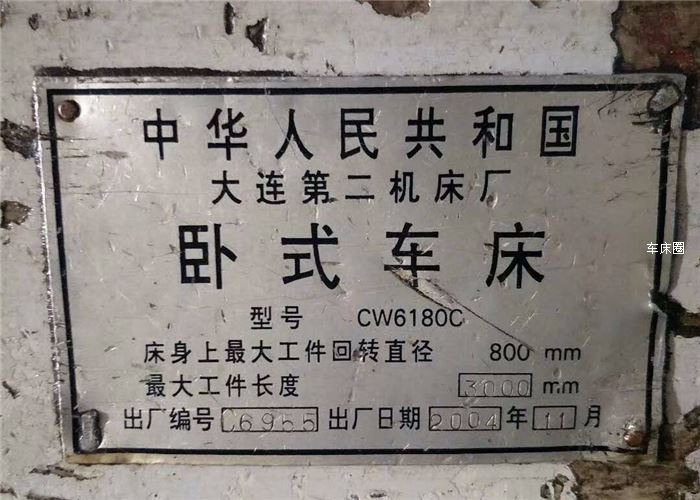 中华人民共和国
大连第二机床厂
卧式车床
型号 CW6180C
床身上最大工件回转直径 800 mm
最大工件长度 3000 mm
出厂编号 C6955 出厂日期 2004 年 11 月
车床圈